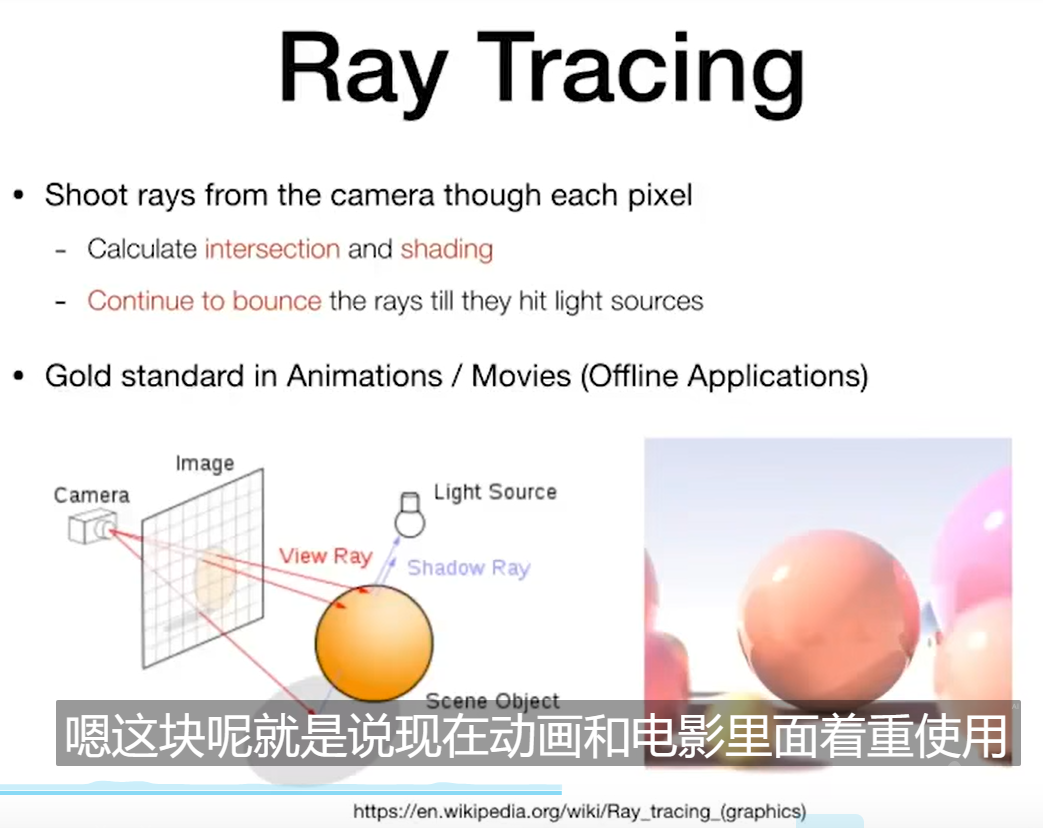 Ray Tracing
• Shoot rays from the camera though each pixel
- Calculate intersection and shading
- Continue to bounce the rays till they hit light sources
• Gold standard in Animations / Movies (Offline Applications)
Image
Camera
Light Source
View Ray
Shadow Ray
Scene Object
AI
嗯这块呢就是说现在动画和电影里面着重使用
https://en.wikipedia.org/wiki/Ray_tracing_(graphics)